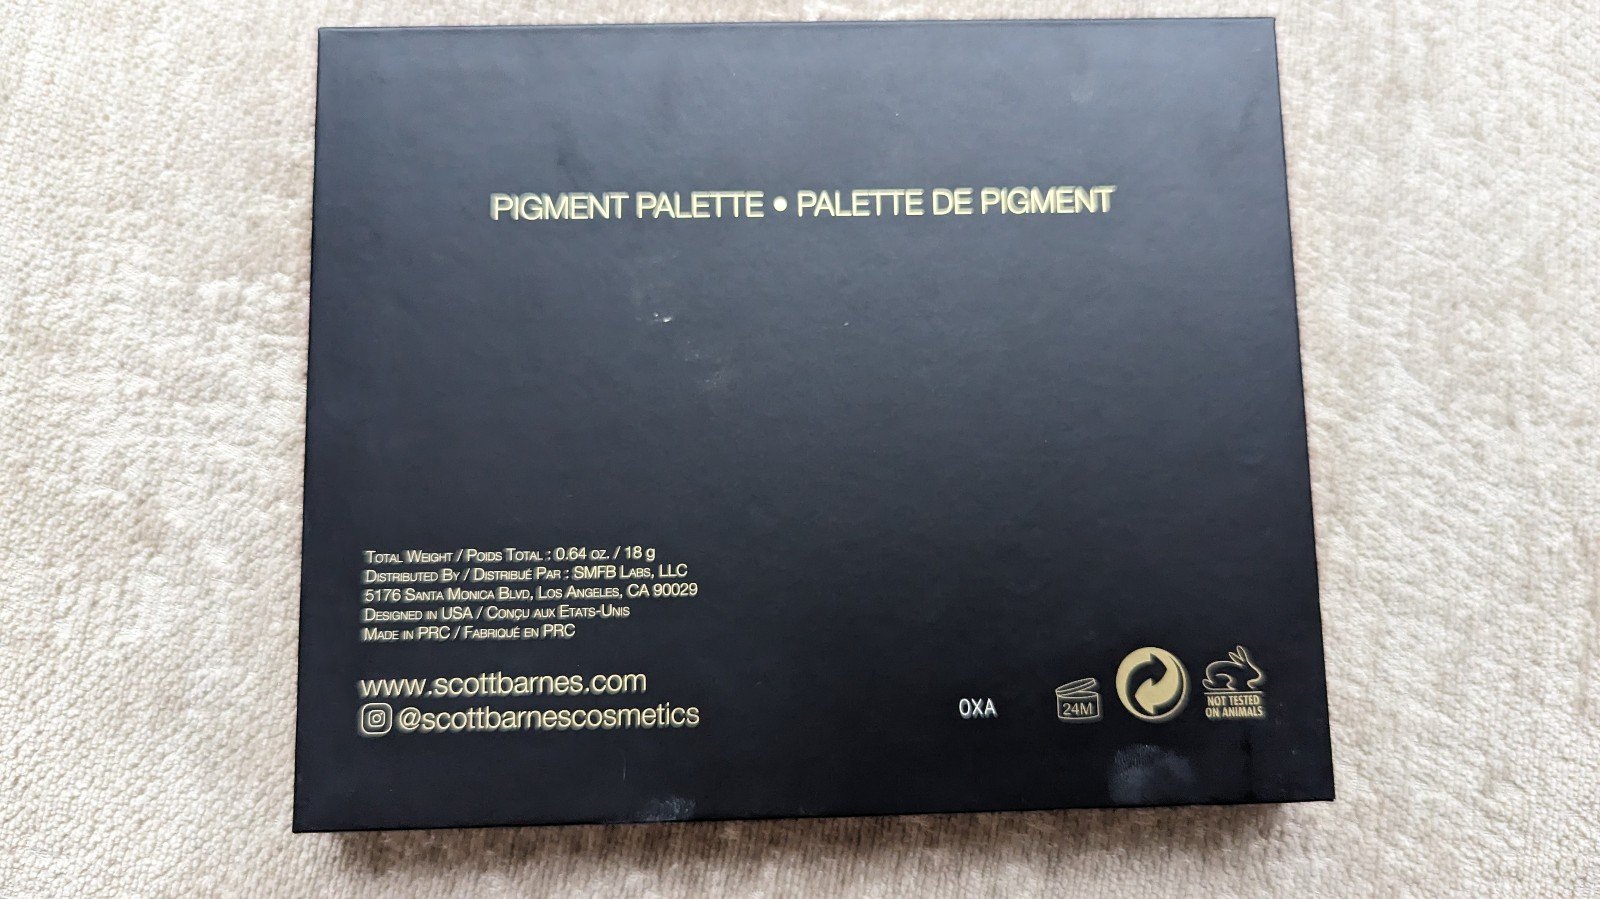 PIGMENT PALETTE • PALETTE DE PIGMENT
TOTAL WEIGHT / POIDS TOTAL : 0.64 OZ. / 18 g
DISTRIBUTED BY / DISTRIBUÉ PAR : SMFB LABS, LLC
5176 SANTA MONICA BLVD, LOS ANGELES, CA 90029
DESIGNED IN USA / CONÇU AUX ETATS-UNIS
MADE IN PRC / FABRIQUÉ EN PRC
www.scottbarnes.com
@scottbarnescosmetics
0XA
24M
NOT TESTED
ON ANIMALS